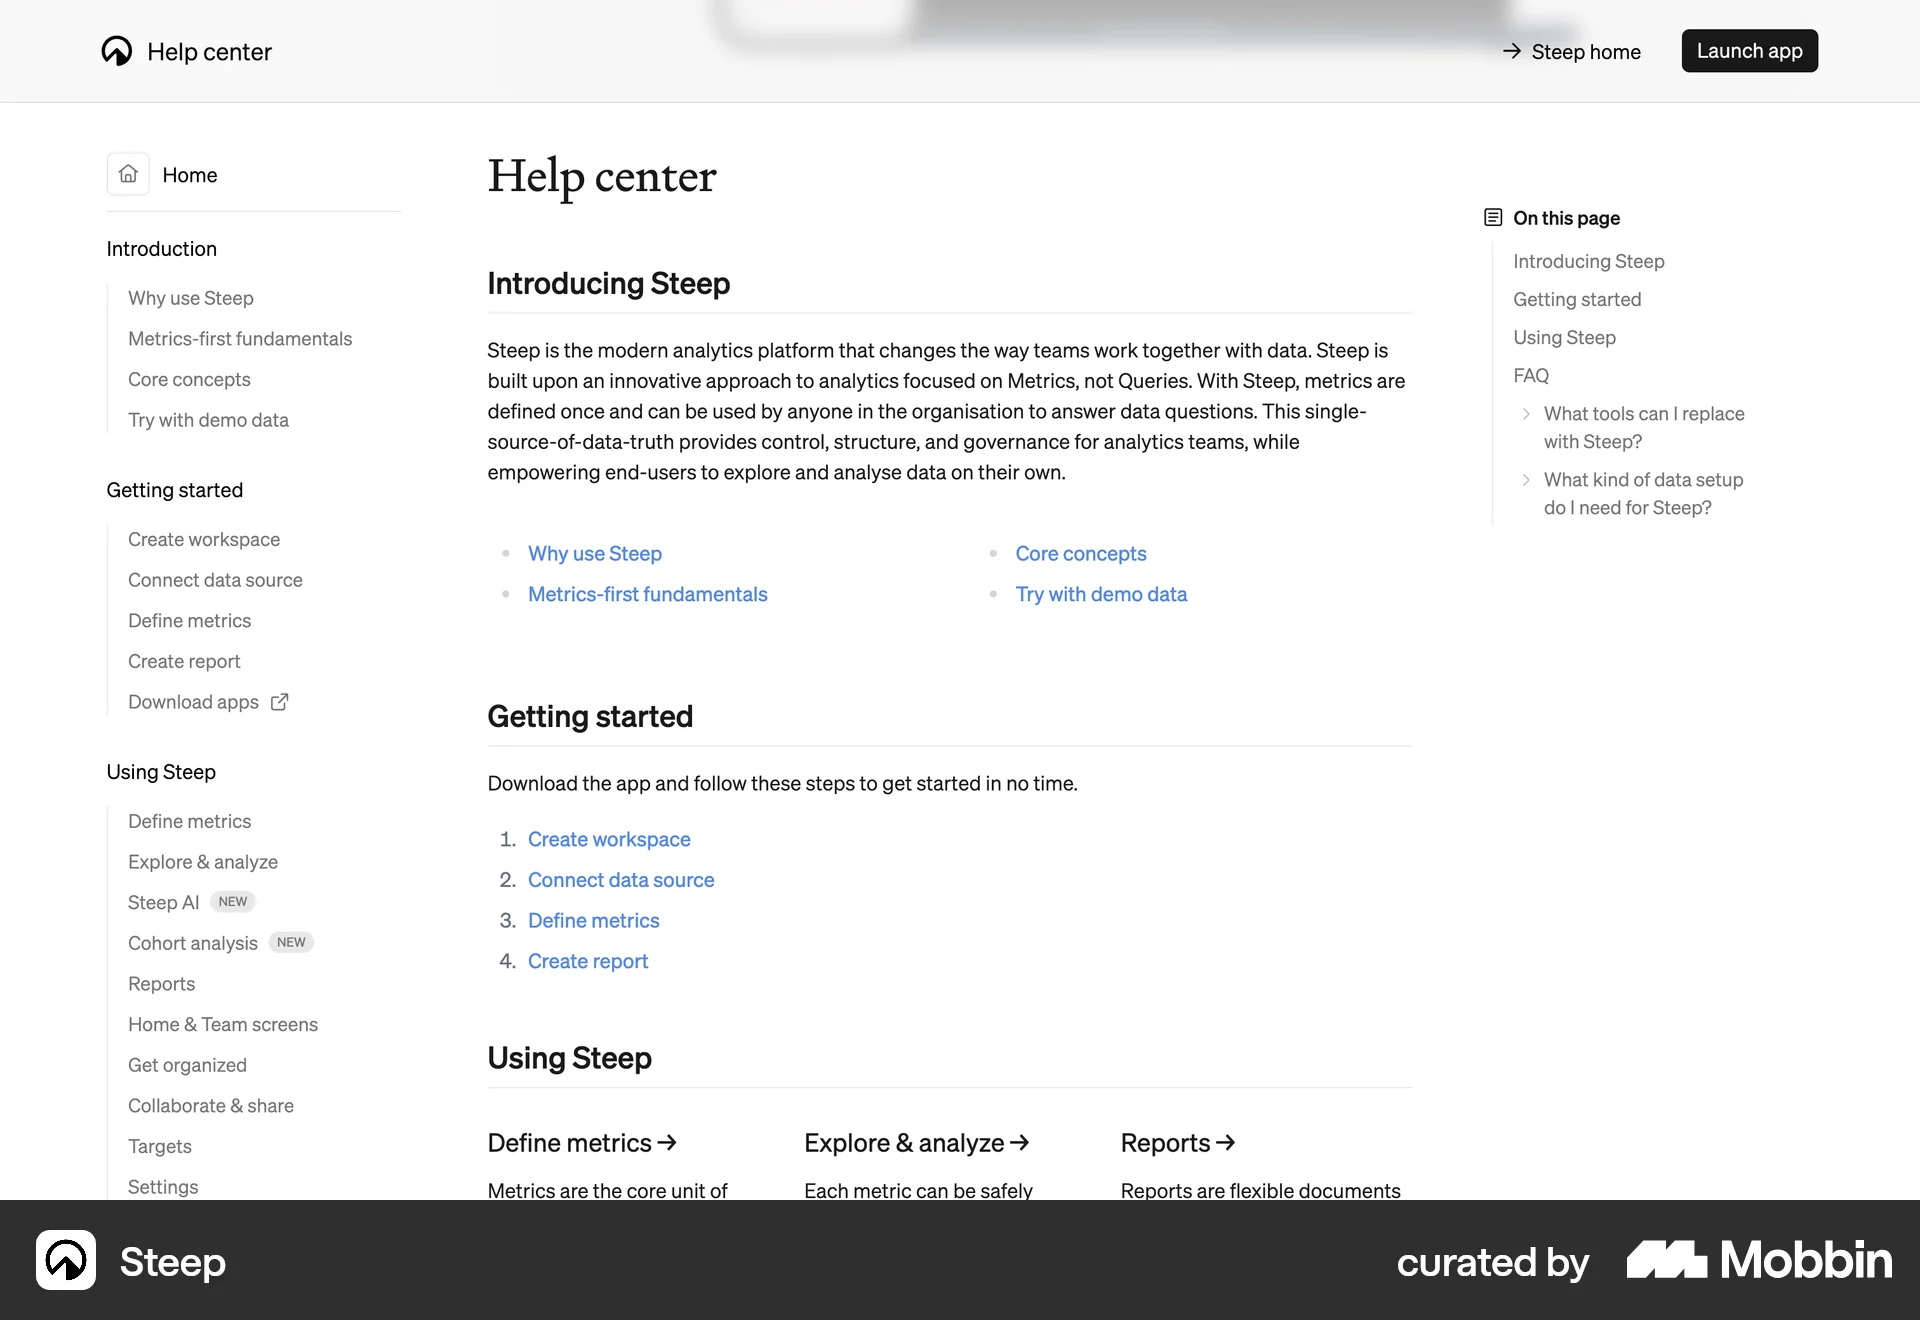 Help center
Steep home
Launch app
Home
Introduction
Why use Steep
Metrics-first fundamentals
Core concepts
Try with demo data
Getting started
Create workspace
Connect data source
Define metrics
Create report
Download apps
Using Steep
Define metrics
Explore & analyze
Steep AI NEW
Cohort analysis NEW
Reports
Home & Team screens
Get organized
Collaborate & share
Targets
Settings
Help center
Introducing Steep
Steep is the modern analytics platform that changes the way teams work together with data. Steep is
built upon an innovative approach to analytics focused on Metrics, not Queries. With Steep, metrics are
defined once and can be used by anyone in the organisation to answer data questions. This single-
source-of-data-truth provides control, structure, and governance for analytics teams, while
empowering end-users to explore and analyse data on their own.
Why use Steep
Metrics-first fundamentals
Core concepts
Try with demo data
Getting started
Download the app and follow these steps to get started in no time.
1. Create workspace
2. Connect data source
3. Define metrics
4. Create report
Using Steep
Define metrics →
Metrics are the core unit of
Explore & analyze →
Each metric can be safely
Reports →
Reports are flexible documents
On this page
Introducing Steep
Getting started
Using Steep
FAQ
What tools can I replace
with Steep?
What kind of data setup
do I need for Steep?
Steep
curated by Mobbin